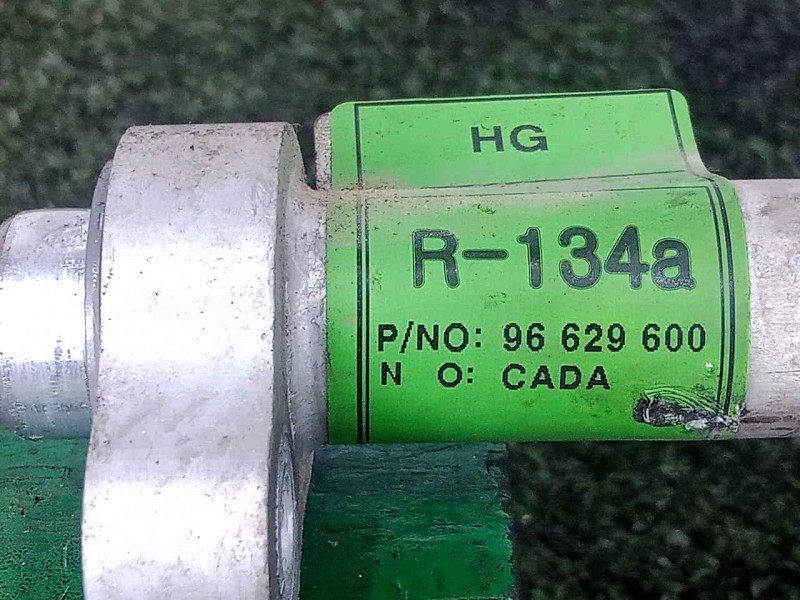 HG
R-134a
P/NO: 96 629 600
N O: CADA